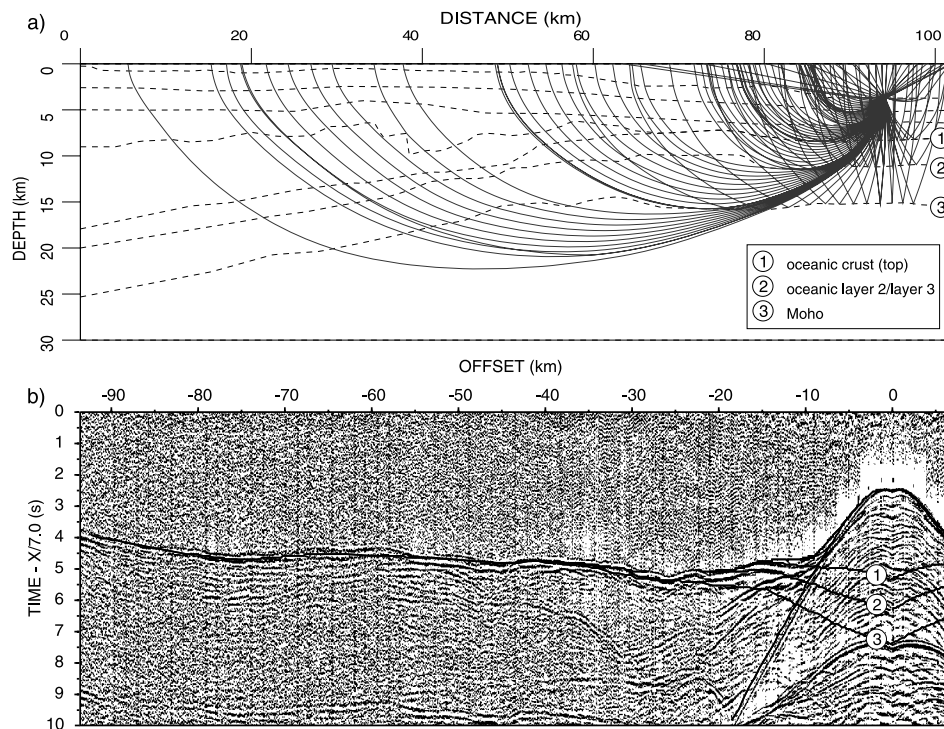 a)
DISTANCE (km)
0 20 40 60 80 100
DEPTH (km)
0
5
10
15
20
25
30
1
2
3
1 oceanic crust (top)
2 oceanic layer 2/layer 3
3 Moho
b)
OFFSET (km)
-90 -80 -70 -60 -50 -40 -30 -20 -10 0
TIME - X/7.0 (s)
0
1
2
3
4
5
6
7
8
9
10
1
2
3